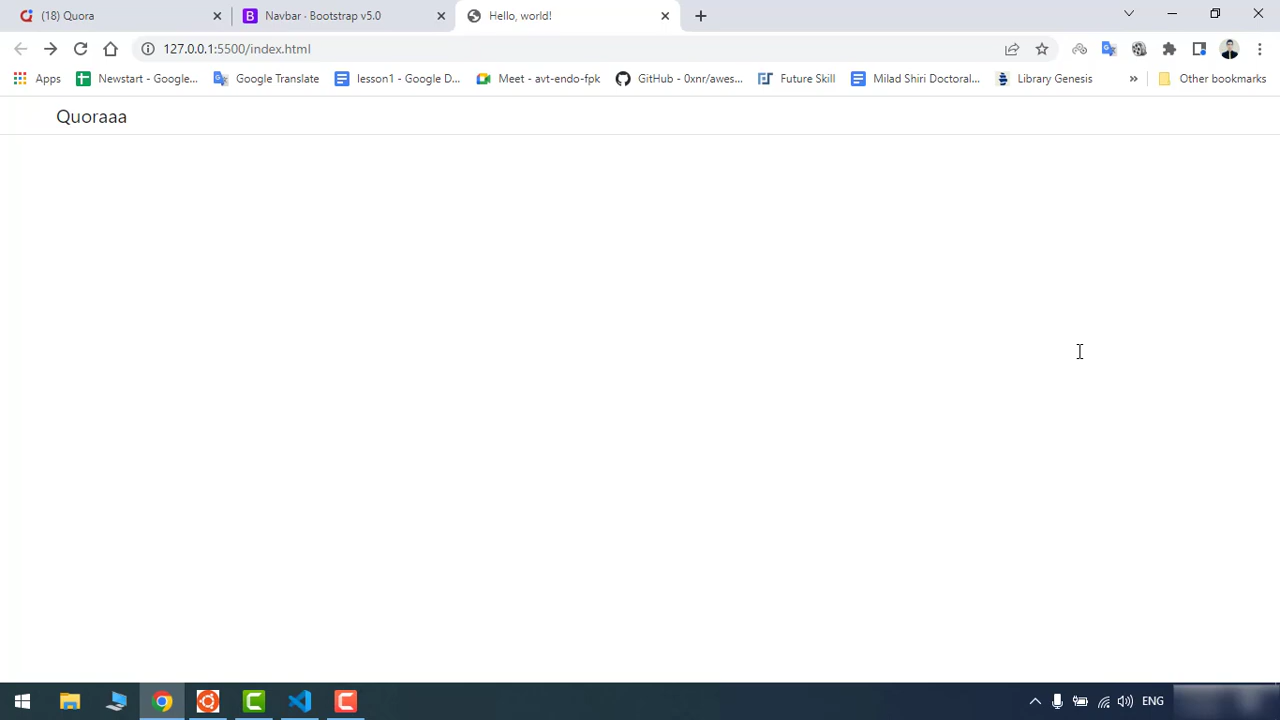 (18) Quora
Navbar · Bootstrap v5.0
Hello, world!
127.0.0.1:5500/index.html
Apps
Newstart - Google...
Google Translate
lesson1 - Google D...
Meet - avt-endo-fpk
GitHub - 0xnr/awes...
Future Skill
Milad Shiri Doctoral...
Library Genesis
»
Other bookmarks
Quoraaa
ENG